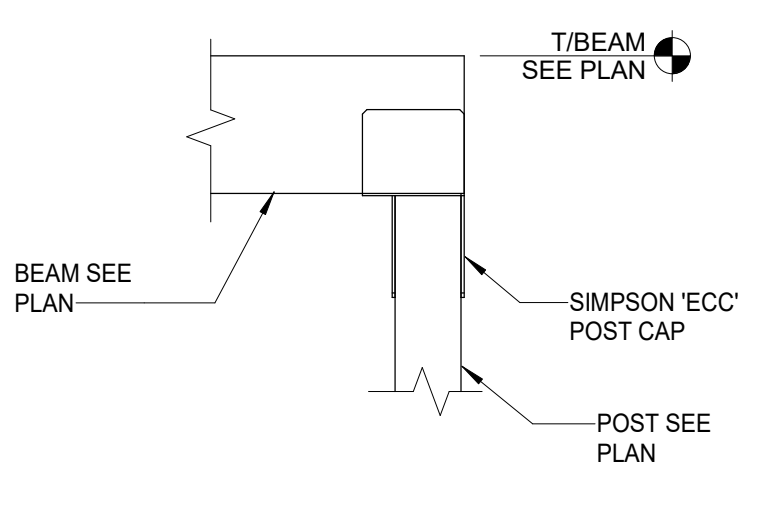 T/BEAM
SEE PLAN
BEAM SEE
PLAN
SIMPSON 'ECC'
POST CAP
POST SEE
PLAN